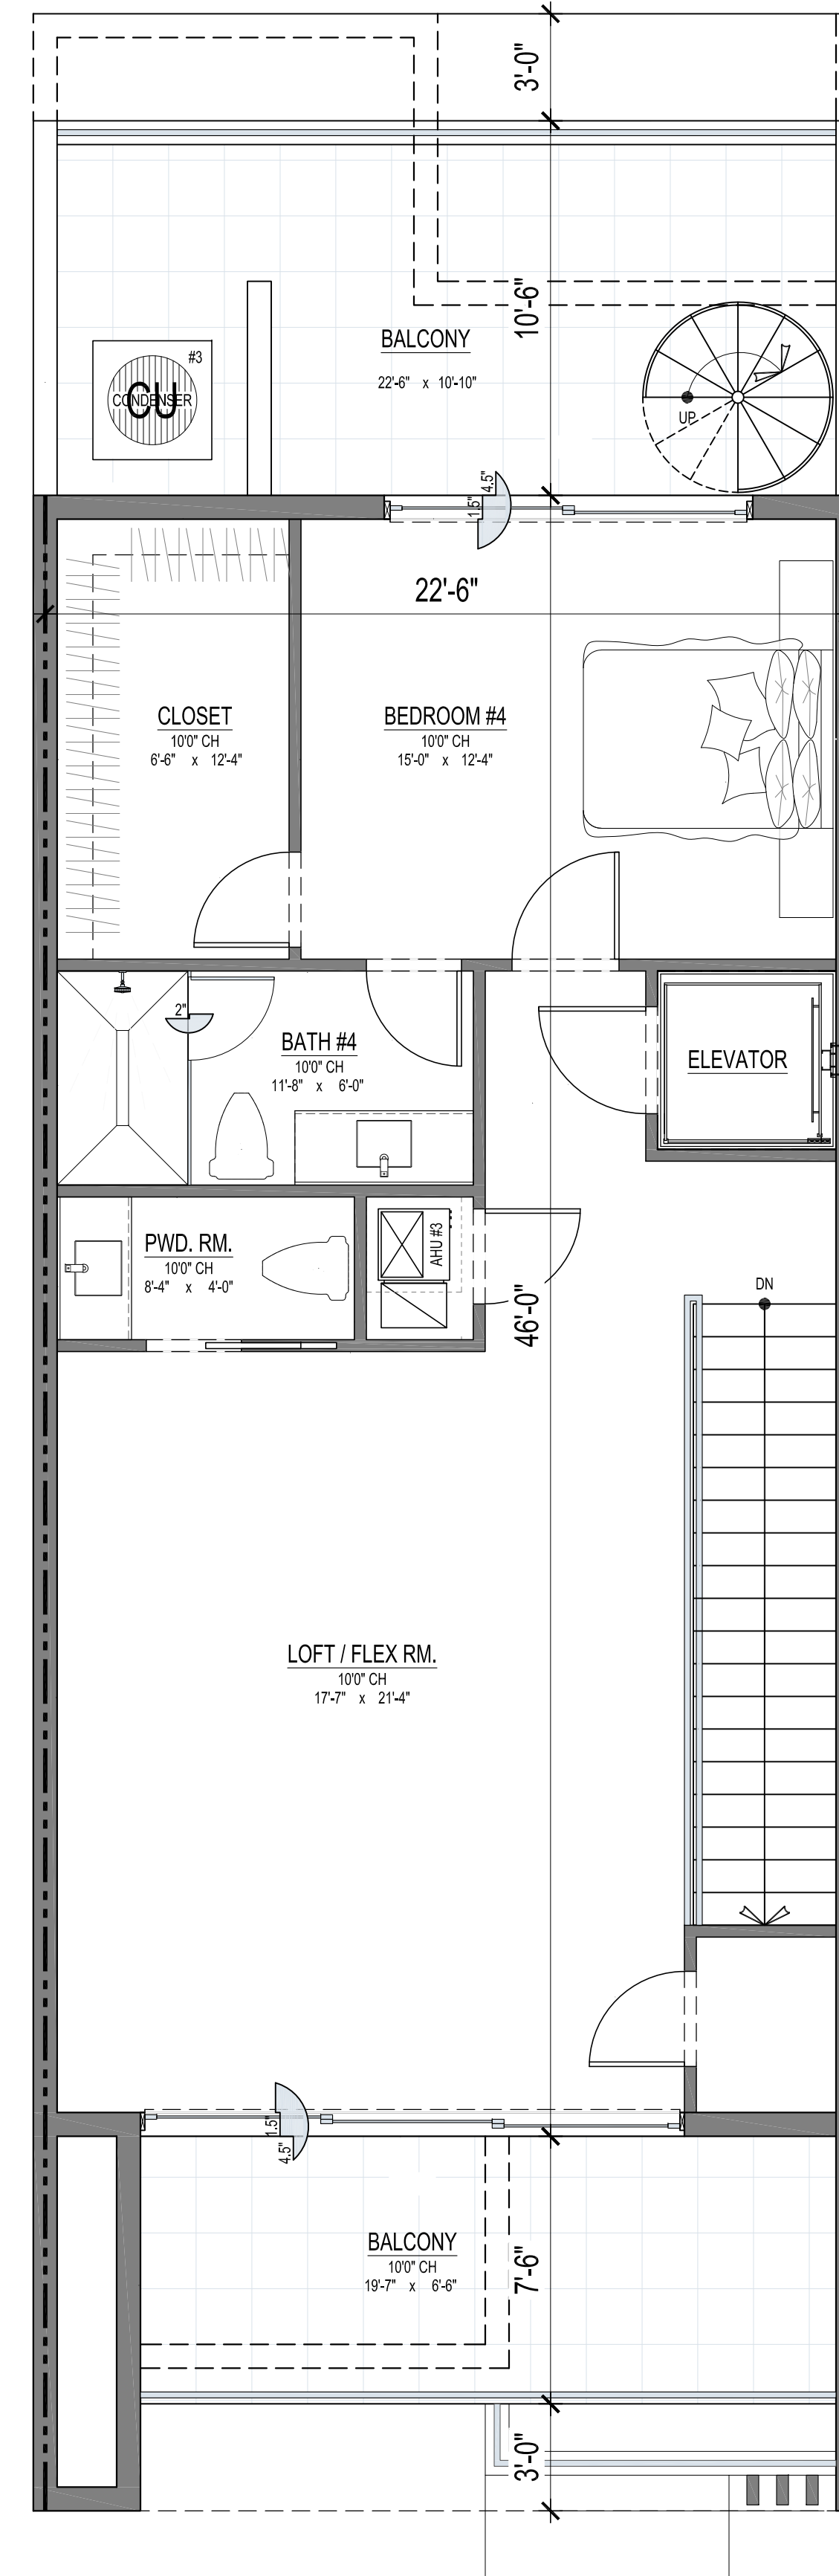 3'-0"
10'-6"
BALCONY
22'-6" x 10'-10"
#3
CU
CONDENSER
UP
4.5"
1.5"
22'-6"
CLOSET
10'0" CH
6'-6" x 12'-4"
BEDROOM #4
10'0" CH
15'-0" x 12'-4"
2"
BATH #4
10'0" CH
11'-8" x 6'-0"
ELEVATOR
PWD. RM.
10'0" CH
8'-4" x 4'-0"
AHU #3
46'-0"
DN
LOFT / FLEX RM.
10'0" CH
17'-7" x 21'-4"
1.5"
4.5"
BALCONY
10'0" CH
19'-7" x 6'-6"
7'-6"
3'-0"